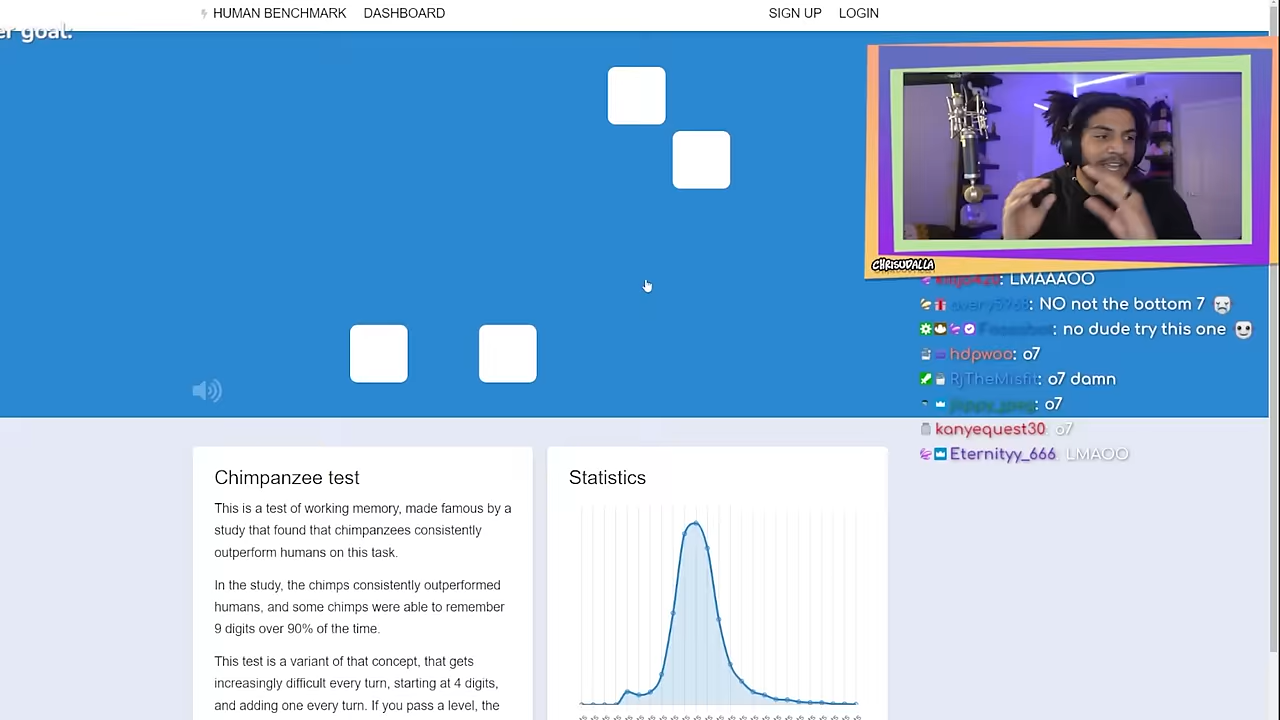 HUMAN BENCHMARK DASHBOARD SIGN UP LOGIN
er goal:
CHRISUDALLA
: LMAAAOO
: NO not the bottom 7
: no dude try this one
hdpwoo: o7
RjTheMisfit: o7 damn
: o7
kanyequest30: o7
Eternityy_666: LMAOO
Chimpanzee test
This is a test of working memory, made famous by a
study that found that chimpanzees consistently
outperform humans on this task.
In the study, the chimps consistently outperformed
humans, and some chimps were able to remember
9 digits over 90% of the time.
This test is a variant of that concept, that gets
increasingly difficult every turn, starting at 4 digits,
and adding one every turn. If you pass a level, the
Statistics